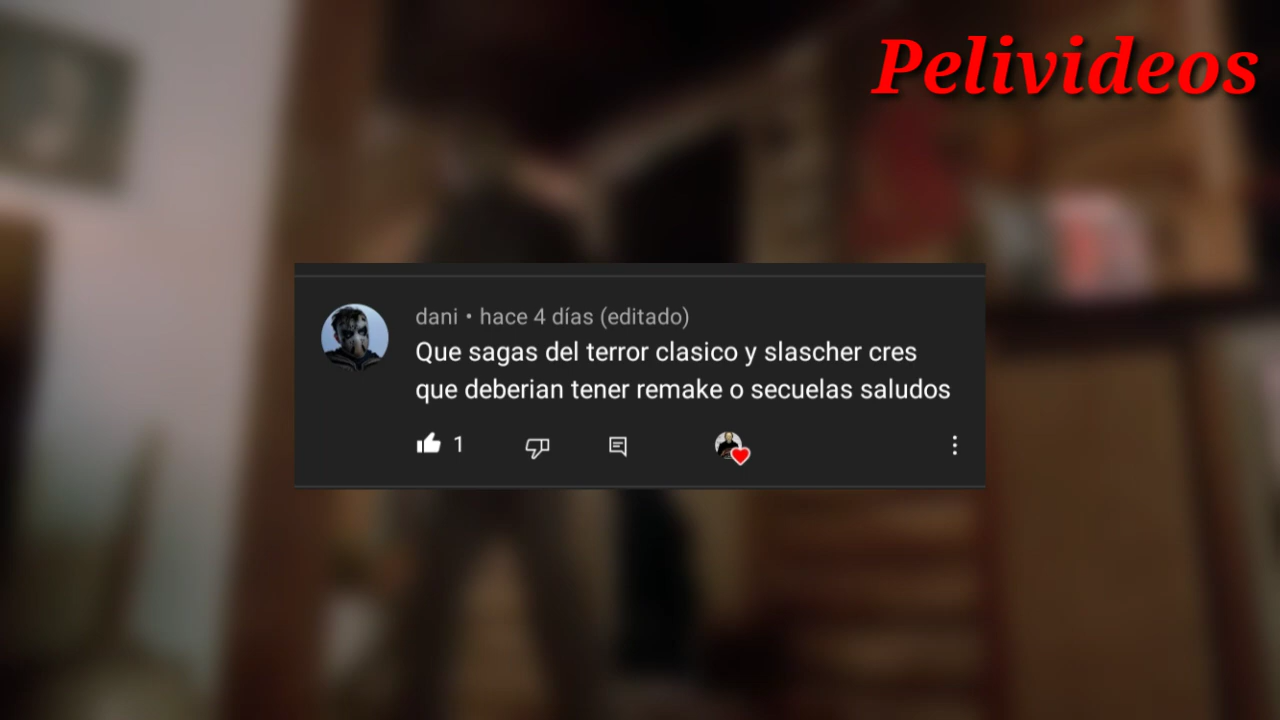 Pelivideos
dani • hace 4 días (editado)
Que sagas del terror clasico y slascher cres
que deberian tener remake o secuelas saludos
1